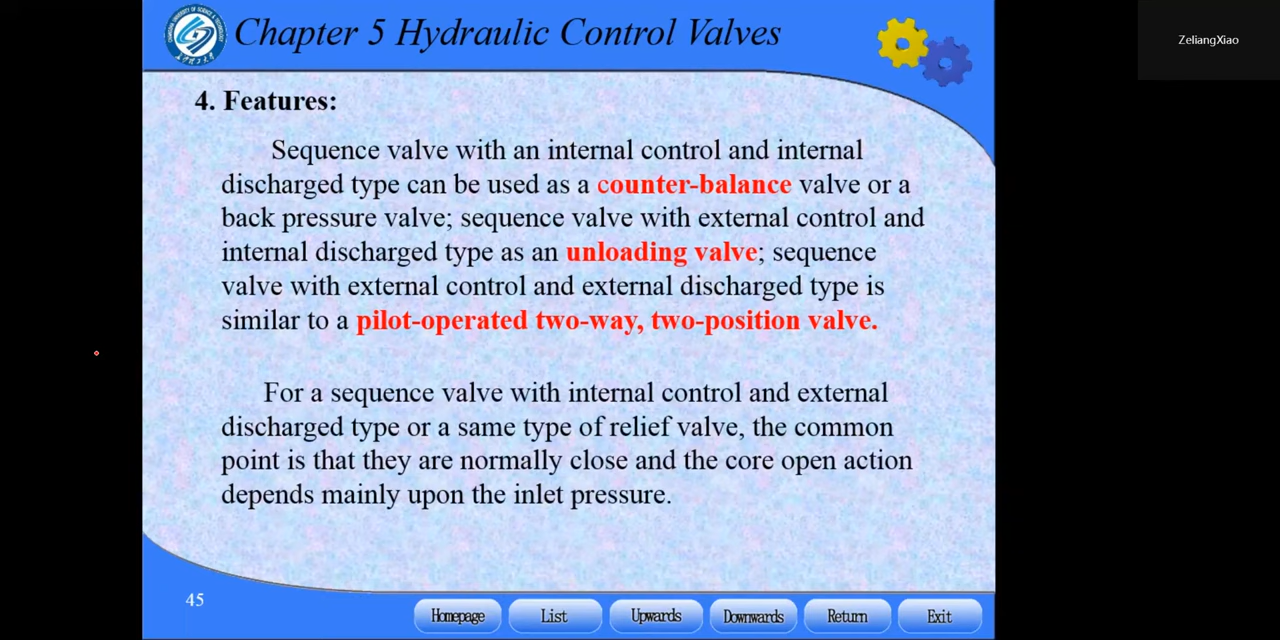 Chapter 5 Hydraulic Control Valves
ZeliangXiao
4. Features:
Sequence valve with an internal control and internal
discharged type can be used as a counter-balance valve or a
back pressure valve; sequence valve with external control and
internal discharged type as an unloading valve; sequence
valve with external control and external discharged type is
similar to a pilot-operated two-way, two-position valve.
For a sequence valve with internal control and external
discharged type or a same type of relief valve, the common
point is that they are normally close and the core open action
depends mainly upon the inlet pressure.
45
Homepage
List
Upwards
Downwards
Return
Exit